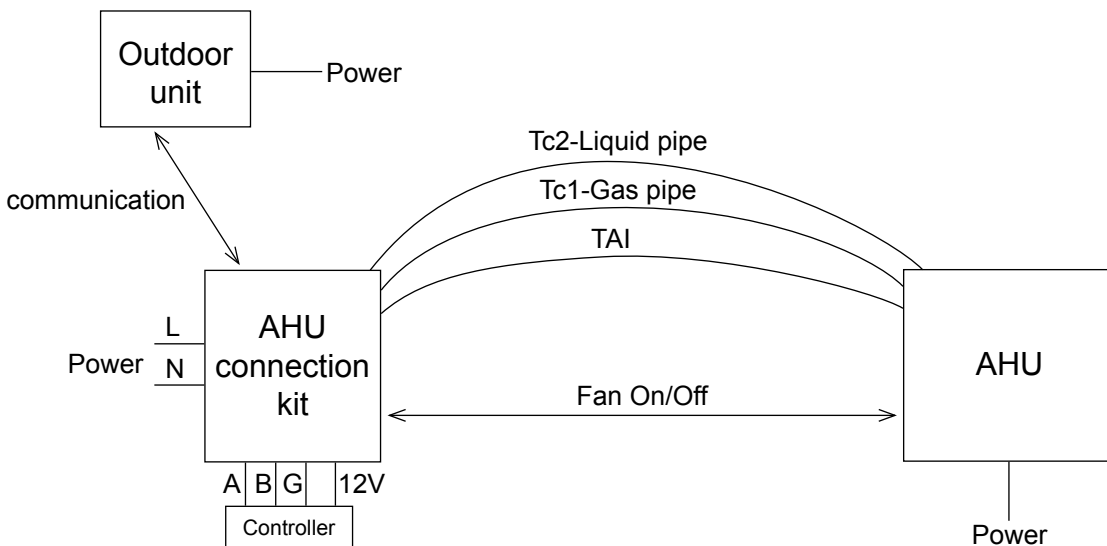 Outdoor
unit
Power
Tc2-Liquid pipe
communication
Tc1-Gas pipe
TAI
L
Power
N
AHU
connection
kit
Fan On/Off
AHU
A B G 12V
Controller
Power